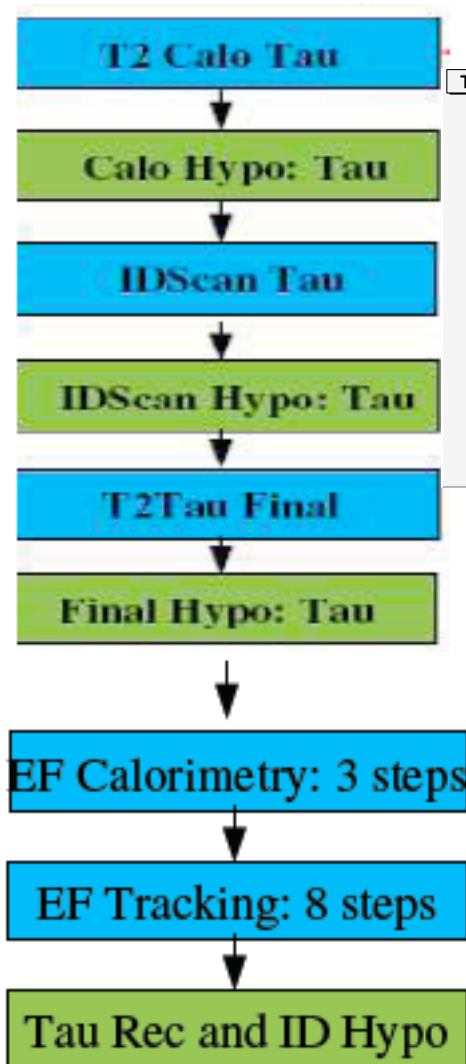 T2 Calo Tau
T
Calo Hypo: Tau
IDScan Tau
IDScan Hypo: Tau
T2Tau Final
Final Hypo: Tau
EF Calorimetry: 3 steps
EF Tracking: 8 steps
Tau Rec and ID Hypo